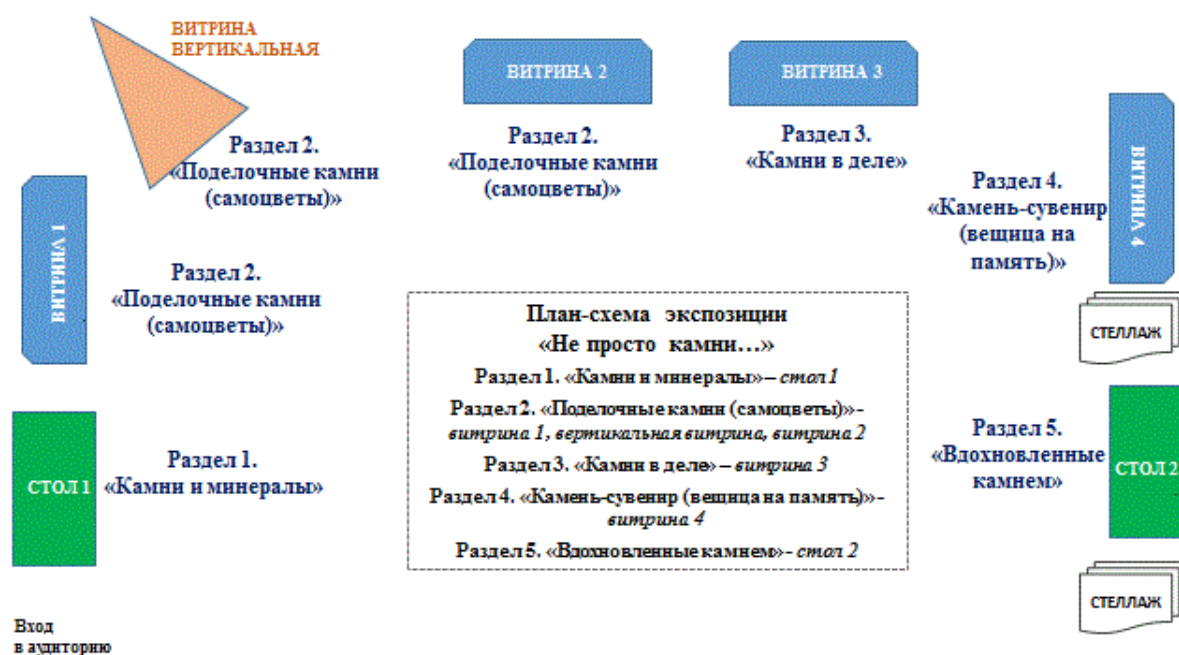 ВИТРИНА
ВЕРТИКАЛЬНАЯ
ВИТРИНА 2
ВИТРИНА 3
Раздел 2.
«Поделочные камни
(самоцветы)»
Раздел 2.
«Поделочные камни
(самоцветы)»
Раздел 3.
«Камни в деле»
Раздел 4.
«Камень-сувенир
(вещица на
память)»
ВИТРИНА 4
ВИТРИНА 1
Раздел 2.
«Поделочные камни
(самоцветы)»
СТЕЛЛАЖ
План-схема экспозиции
«Не просто камни...»
Раздел 1. «Камни и минералы» – стол 1
Раздел 2. «Поделочные камни (самоцветы)»-
витрина 1, вертикальная витрина, витрина 2
Раздел 3. «Камни в деле» – витрина 3
Раздел 4. «Камень-сувенир (вещица на память)»-
витрина 4
Раздел 5. «Вдохновленные камнем» - стол 2
СТОЛ 1
Раздел 1.
«Камни и минералы»
Раздел 5.
«Вдохновленные
камнем»
СТОЛ 2
СТЕЛЛАЖ
Вход
в аудиторию